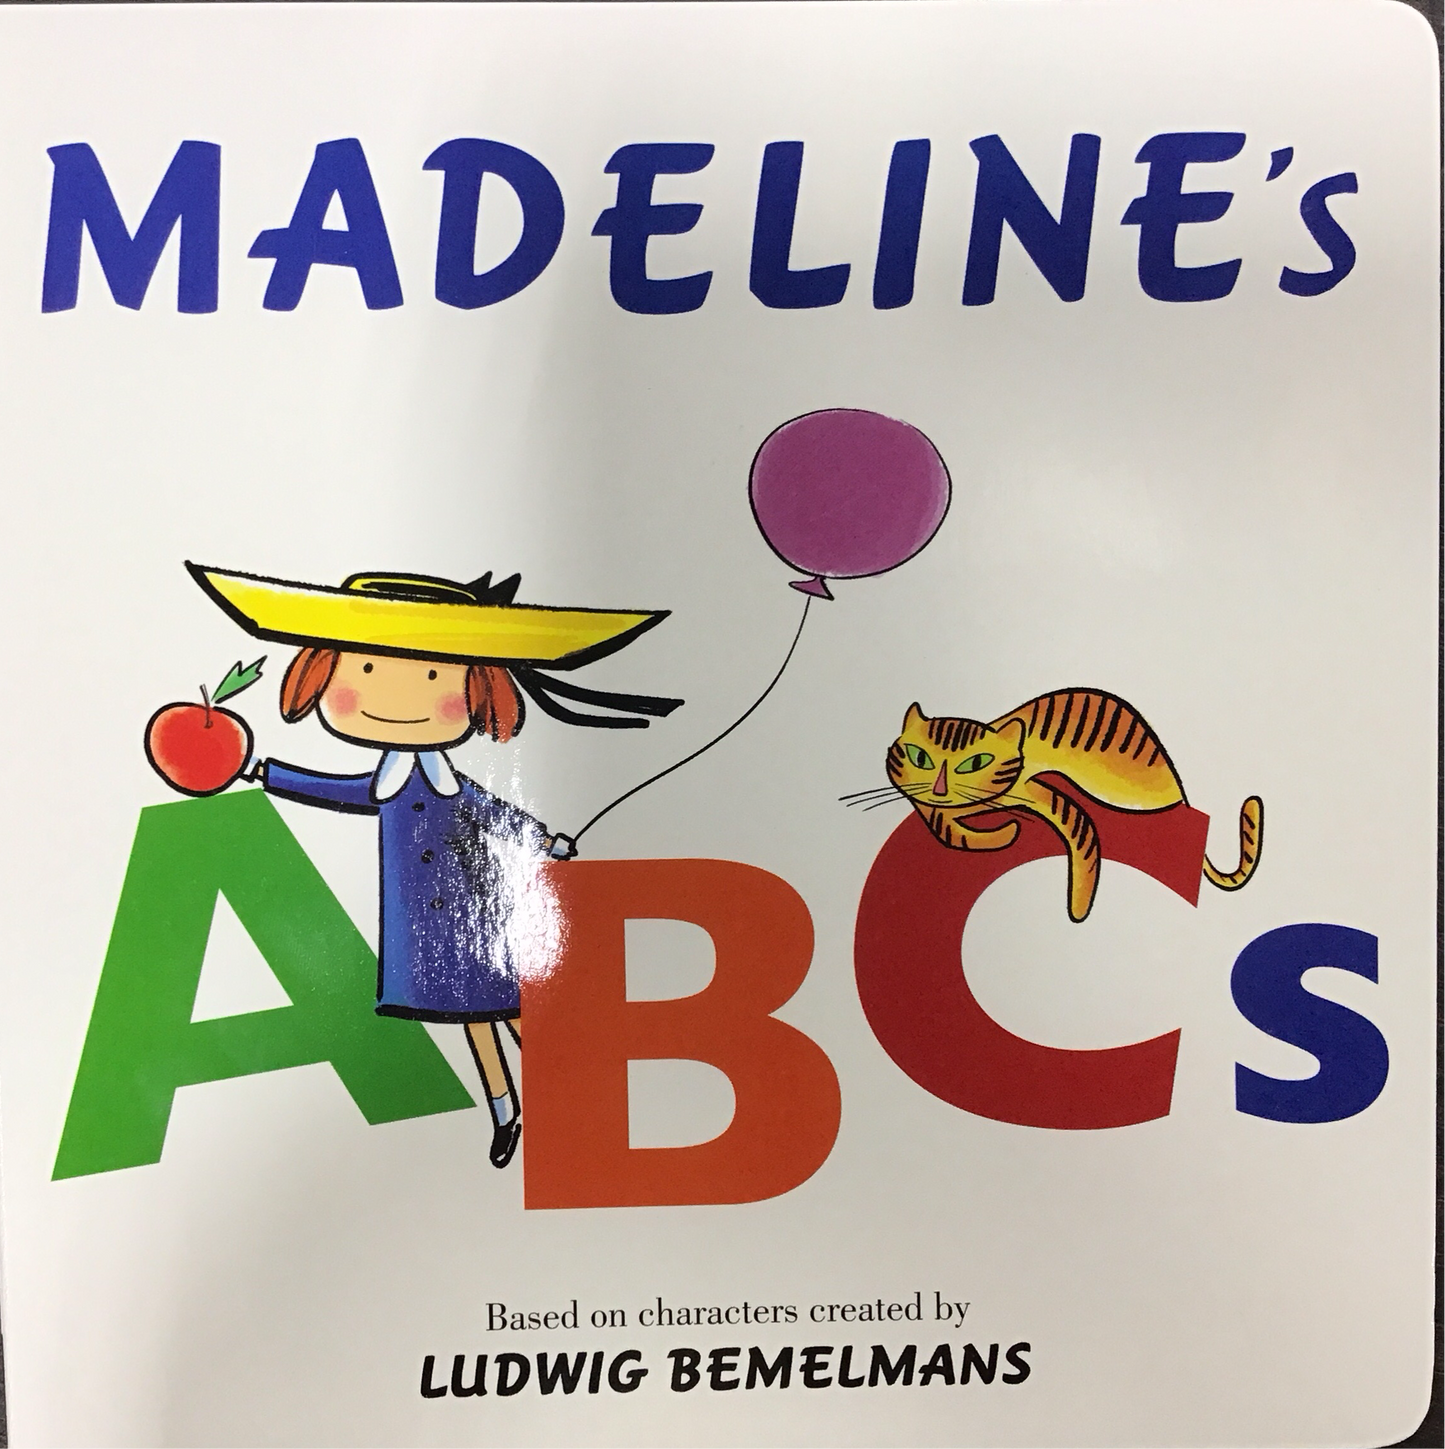 MADELINE's
ABCs
Based on characters created by
LUDWIG BEMELMANS